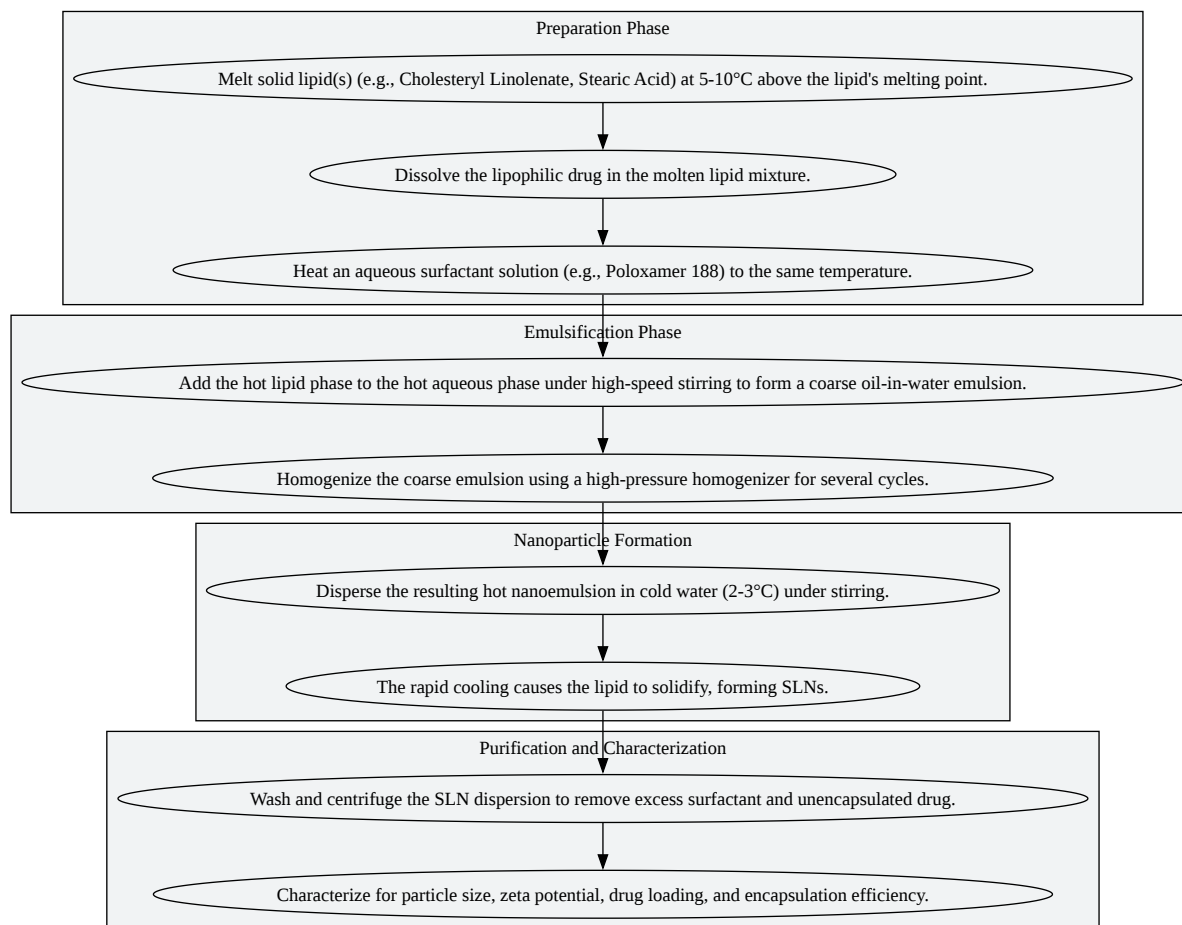 Preparation Phase
Melt solid lipid(s) (e.g., Cholesteryl Linolenate, Stearic Acid) at 5-10°C above the lipid's melting point.
Dissolve the lipophilic drug in the molten lipid mixture.
Heat an aqueous surfactant solution (e.g., Poloxamer 188) to the same temperature.
Emulsification Phase
Add the hot lipid phase to the hot aqueous phase under high-speed stirring to form a coarse oil-in-water emulsion.
Homogenize the coarse emulsion using a high-pressure homogenizer for several cycles.
Nanoparticle Formation
Disperse the resulting hot nanoemulsion in cold water (2-3°C) under stirring.
The rapid cooling causes the lipid to solidify, forming SLNs.
Purification and Characterization
Wash and centrifuge the SLN dispersion to remove excess surfactant and unencapsulated drug.
Characterize for particle size, zeta potential, drug loading, and encapsulation efficiency.